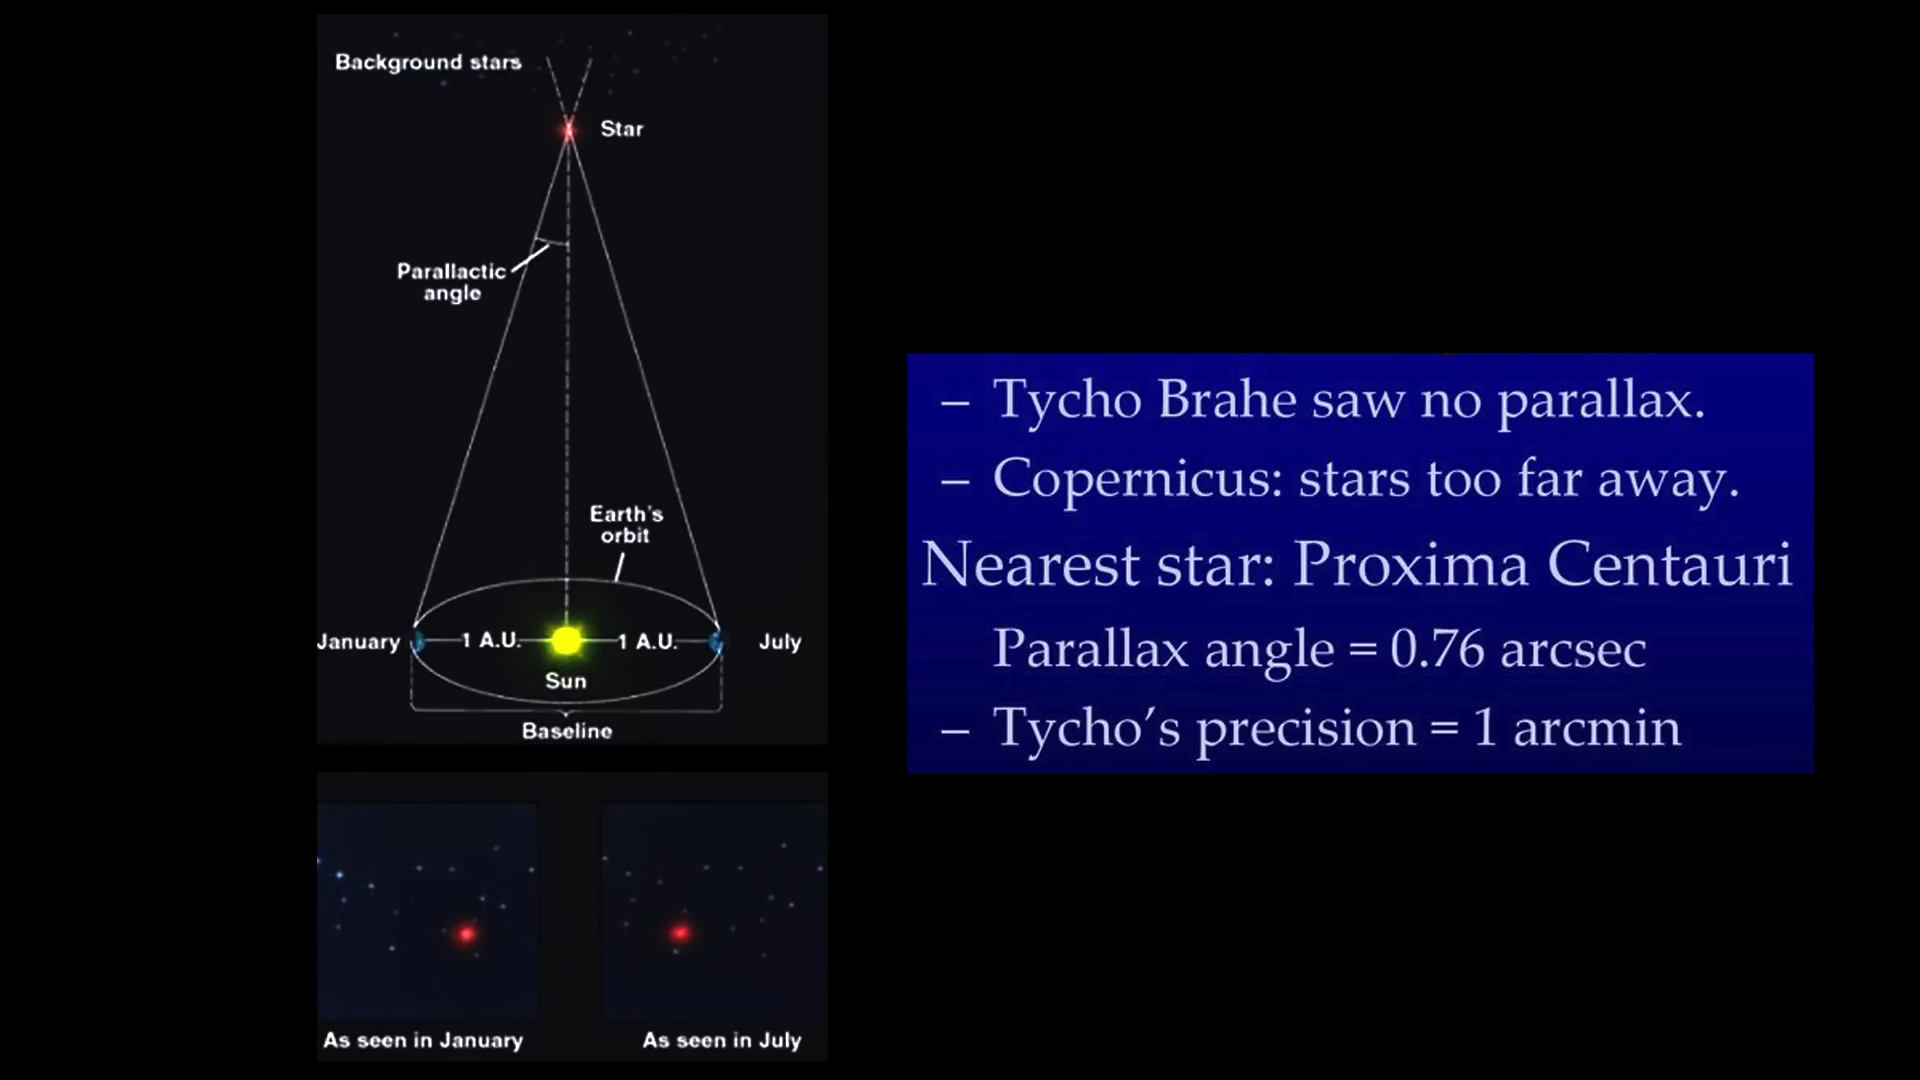 Background stars
Star
Parallactic
angle
Earth's
orbit
January
1 A.U.
1 A.U.
July
Sun
Baseline
As seen in January
As seen in July
– Tycho Brahe saw no parallax.
– Copernicus: stars too far away.
Nearest star: Proxima Centauri
Parallax angle = 0.76 arcsec
– Tycho’s precision = 1 arcmin